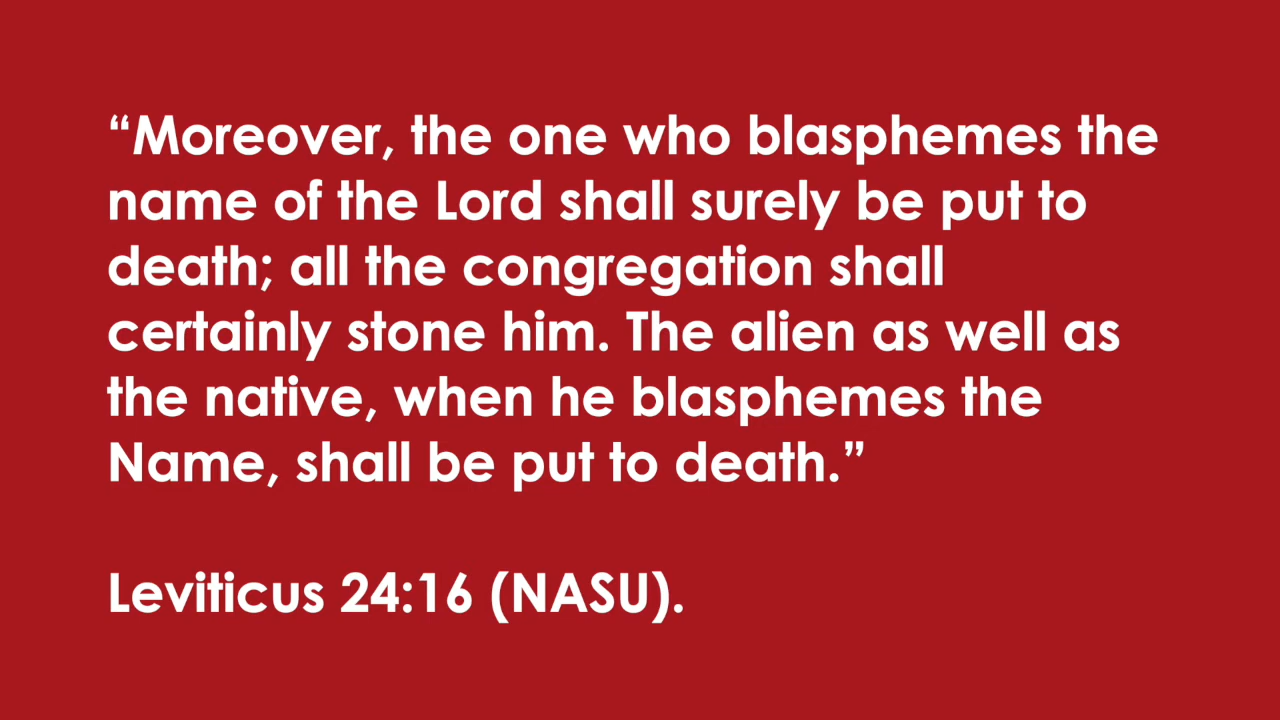 “Moreover, the one who blasphemes the
name of the Lord shall surely be put to
death; all the congregation shall
certainly stone him. The alien as well as
the native, when he blasphemes the
Name, shall be put to death.”
Leviticus 24:16 (NASU).